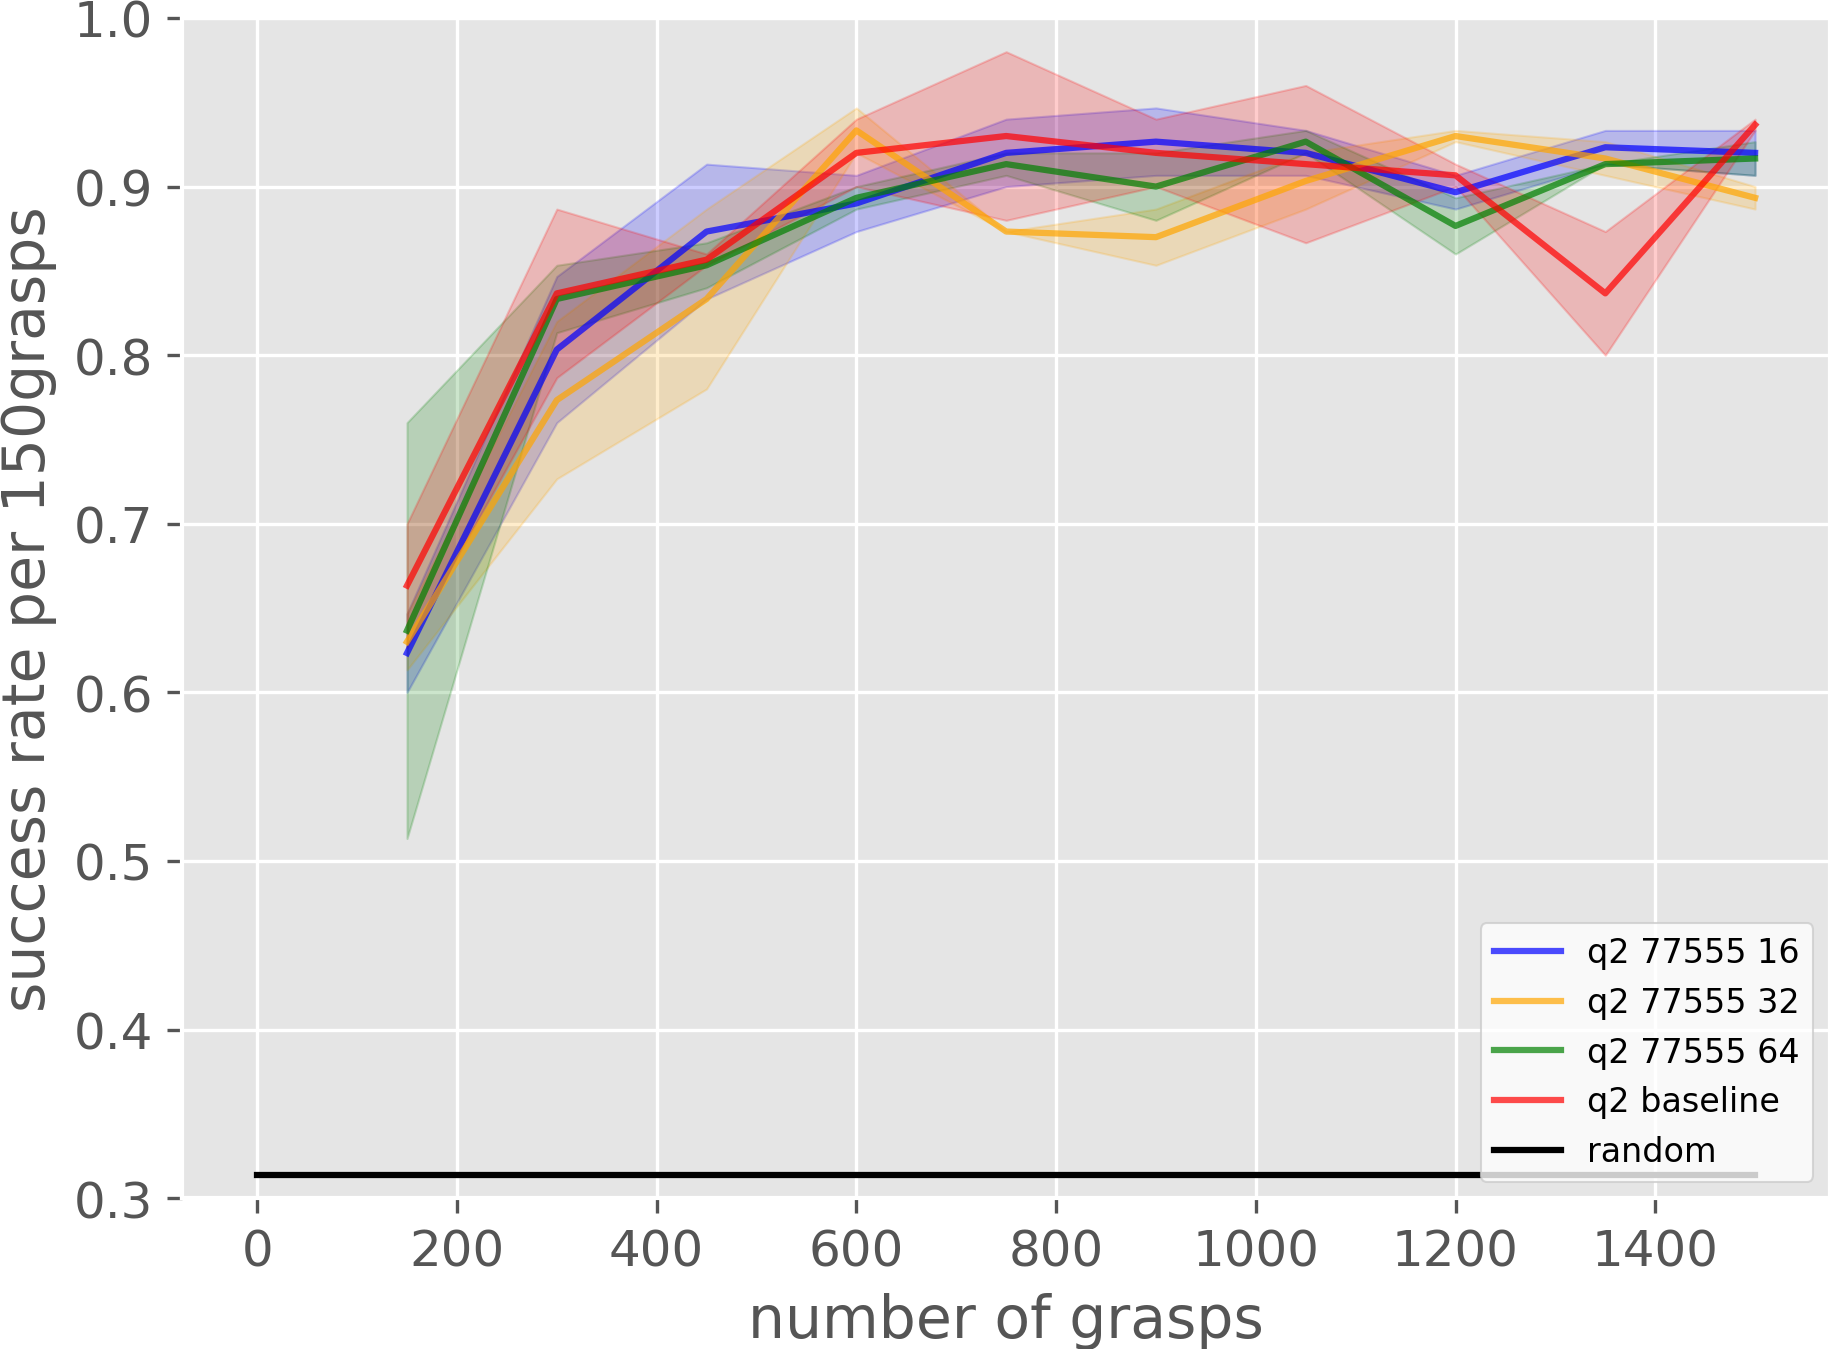 success rate per 150grasps
1.0
0.9
0.8
0.7
0.6
0.5
0.4
0.3
0 200 400 600 800 1000 1200 1400
number of grasps
q2 77555 16
q2 77555 32
q2 77555 64
q2 baseline
random